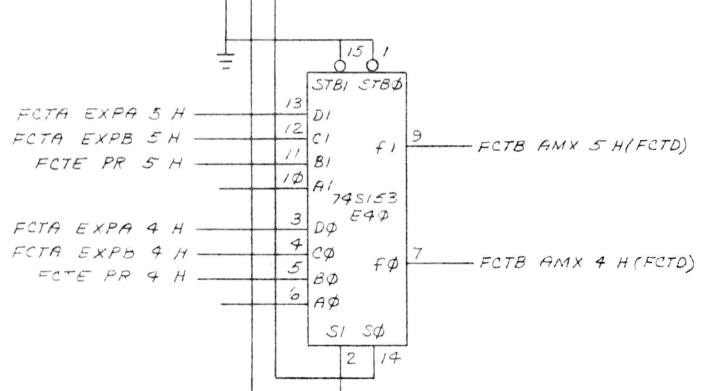 15 1
STB1 STBØ
FCTA EXPA 5 H 13 D1
FCTA EXPB 5 H 12 C1
f1 9 FCTB AMX 5 H(FCTD)
FCTE PR 5 H 11 B1
1Ø A1
74S153
E4Ø
FCTA EXPA 4 H 3 DØ
FCTA EXPB 4 H 4 CØ
fØ 7 FCTB AMX 4 H(FCTD)
FCTE PR 4 H 5 BØ
6 AØ
S1 SØ
2 14